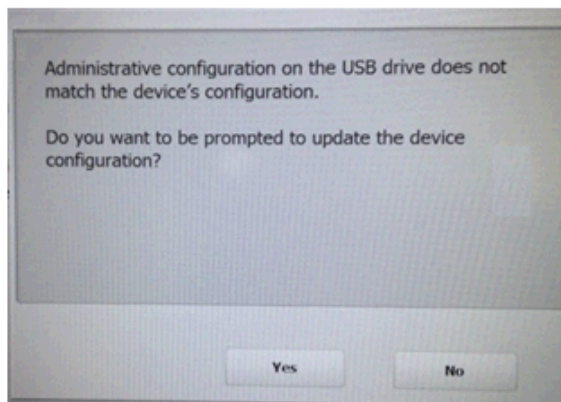 Administrative configuration on the USB drive does not
match the device's configuration.
Do you want to be prompted to update the device
configuration?
Yes
No